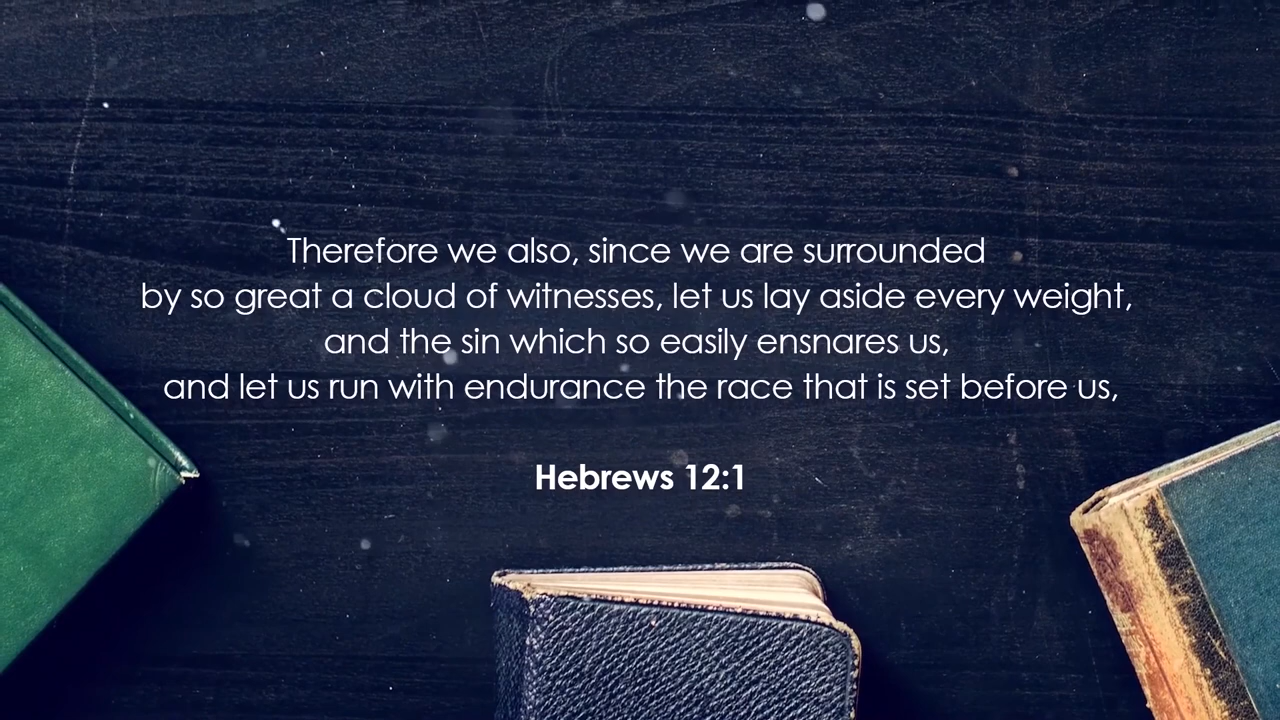 Therefore we also, since we are surrounded
by so great a cloud of witnesses, let us lay aside every weight,
and the sin which so easily ensnares us,
and let us run with endurance the race that is set before us,
Hebrews 12:1